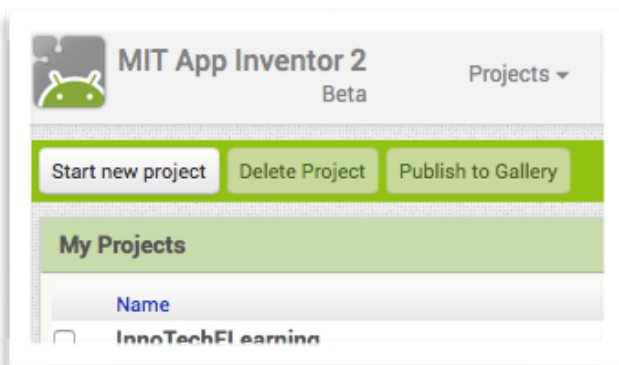 MIT App Inventor 2
Beta
Projects
Start new project Delete Project Publish to Gallery
My Projects
Name
InnoTechELearning